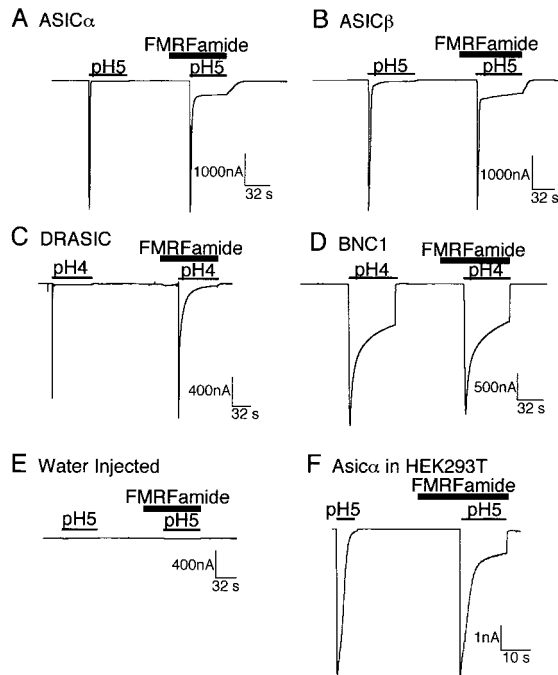 A ASICα
FMRFamide
pH5
pH5
1000nA
32 s
B ASICβ
FMRFamide
pH5
pH5
1000nA
32 s
C DRASIC
FMRFamide
pH4
pH4
400nA
32 s
D BNC1
FMRFamide
pH4
pH4
500nA
32 s
E Water Injected
FMRFamide
pH5
pH5
400nA
32 s
F Asicα in HEK293T
FMRFamide
pH5
pH5
1nA
10 s